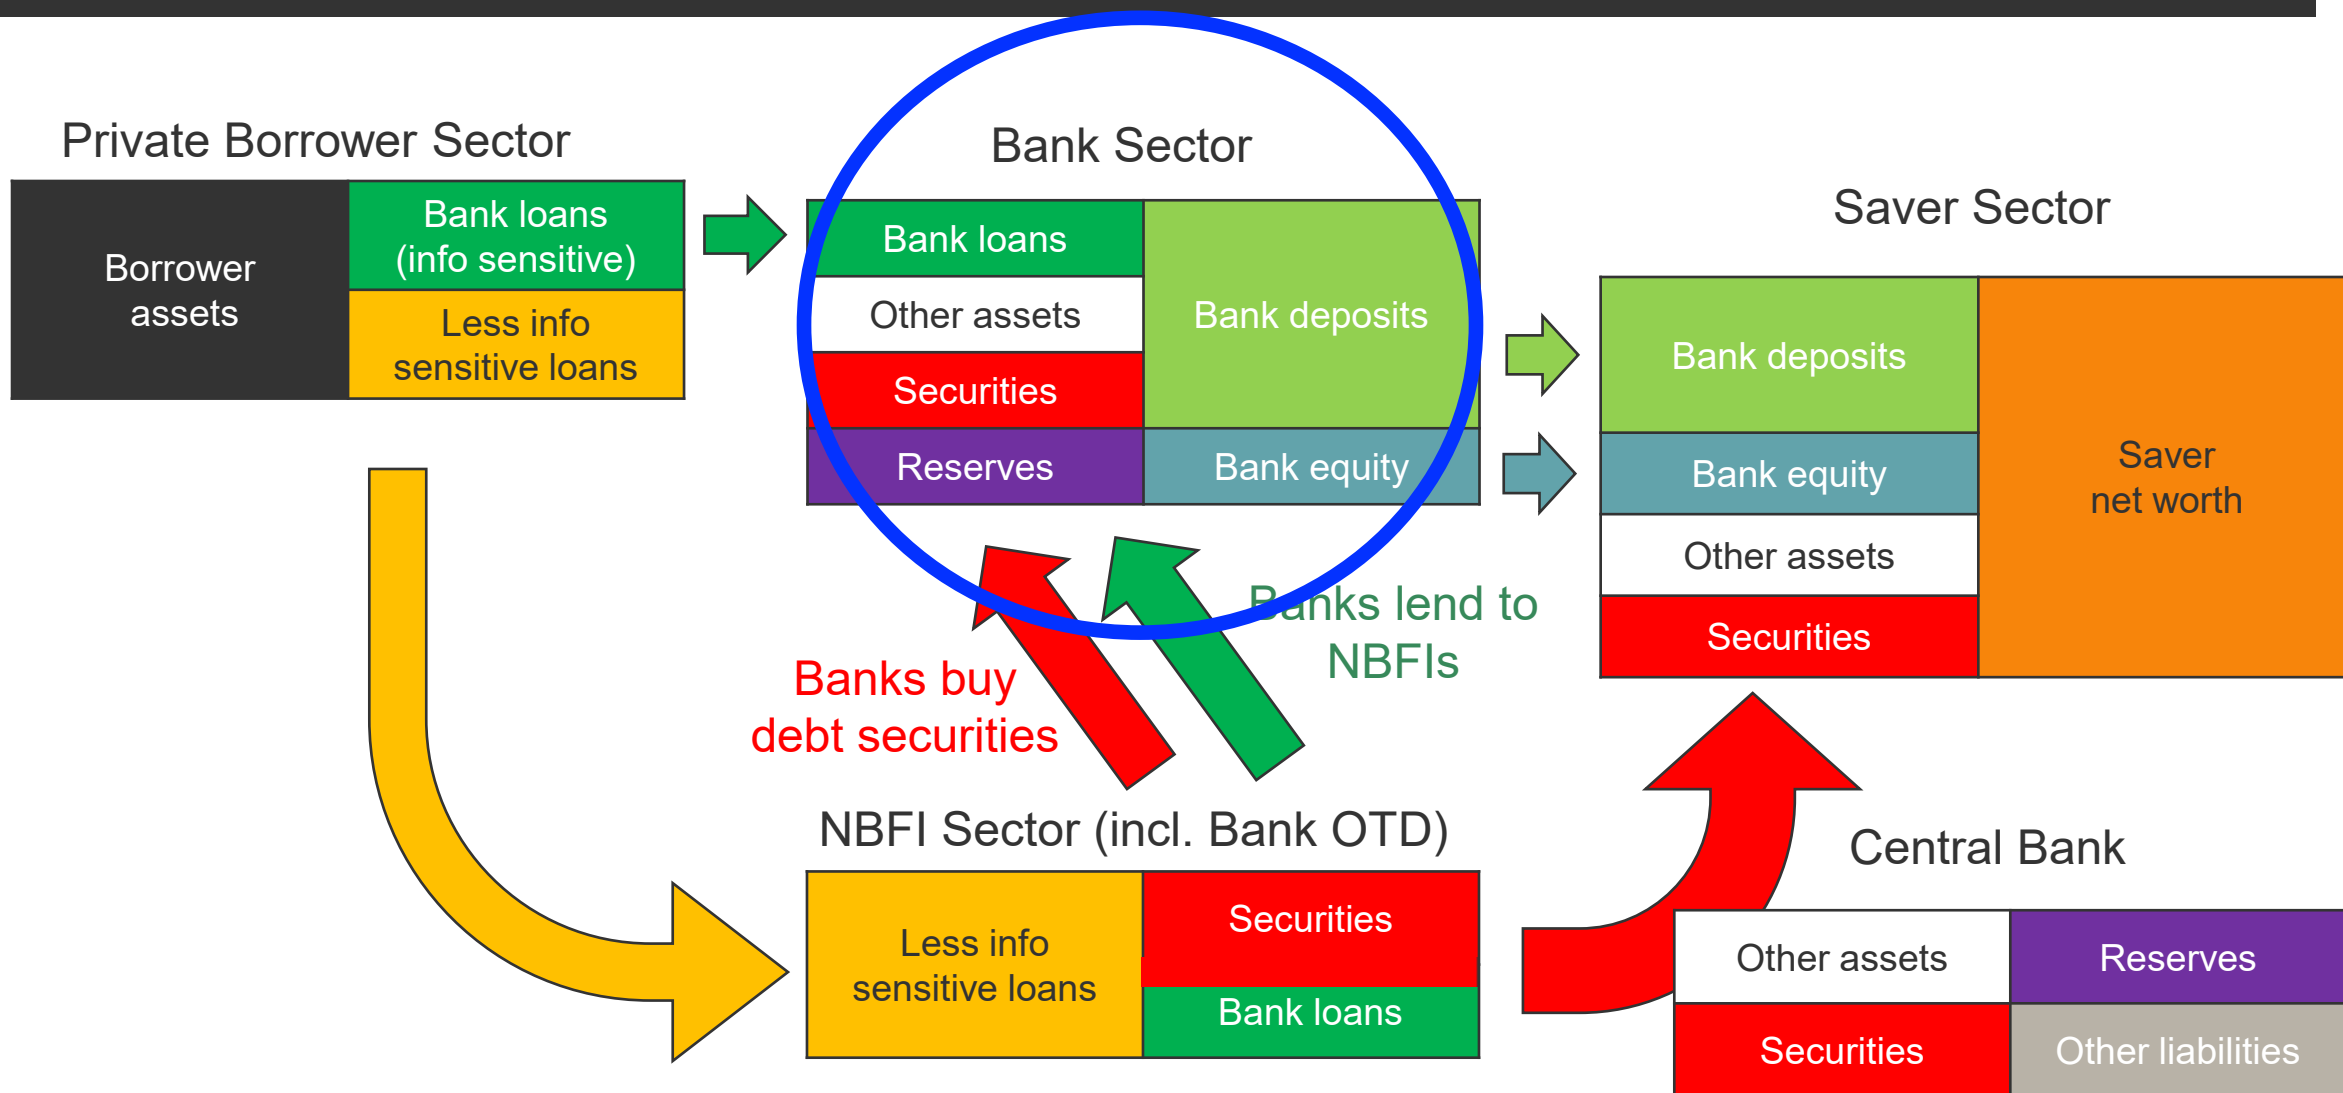 Private Borrower Sector
Borrower
assets
Bank loans
(info sensitive)
Less info
sensitive loans
Bank Sector
Bank loans
Other assets
Securities
Reserves
Bank deposits
Bank equity
Saver Sector
Bank deposits
Bank equity
Other assets
Securities
Saver
net worth
Banks buy
debt securities
Banks lend to
NBFIs
NBFI Sector (incl. Bank OTD)
Less info
sensitive loans
Securities
Bank loans
Central Bank
Other assets
Reserves
Securities
Other liabilities